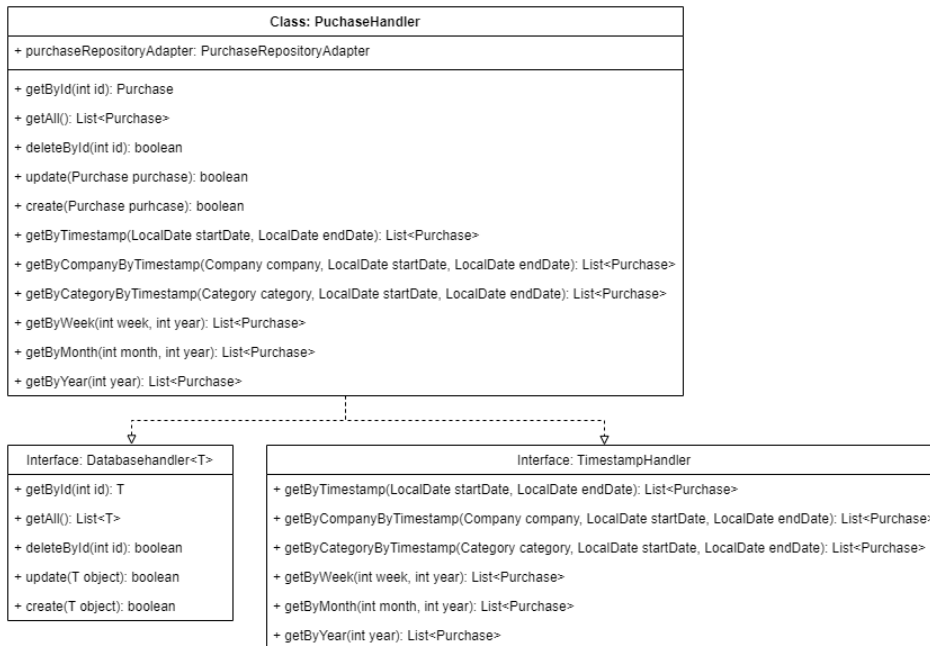 Class: PuchaseHandler
+ purchaseRepositoryAdapter: PurchaseRepositoryAdapter
+ getById(int id): Purchase
+ getAll(): List<Purchase>
+ deleteById(int id): boolean
+ update(Purchase purchase): boolean
+ create(Purchase purhcase): boolean
+ getByTimestamp(LocalDate startDate, LocalDate endDate): List<Purchase>
+ getByCompanyByTimestamp(Company company, LocalDate startDate, LocalDate endDate): List<Purchase>
+ getByCategoryByTimestamp(Category category, LocalDate startDate, LocalDate endDate): List<Purchase>
+ getByWeek(int week, int year): List<Purchase>
+ getByMonth(int month, int year): List<Purchase>
+ getByYear(int year): List<Purchase>
Interface: Databasehandler<T>
+ getById(int id): T
+ getAll(): List<T>
+ deleteById(int id): boolean
+ update(T object): boolean
+ create(T object): boolean
Interface: TimestampHandler
+ getByTimestamp(LocalDate startDate, LocalDate endDate): List<Purchase>
+ getByCompanyByTimestamp(Company company, LocalDate startDate, LocalDate endDate): List<Purchase>
+ getByCategoryByTimestamp(Category category, LocalDate startDate, LocalDate endDate): List<Purchase>
+ getByWeek(int week, int year): List<Purchase>
+ getByMonth(int month, int year): List<Purchase>
+ getByYear(int year): List<Purchase>